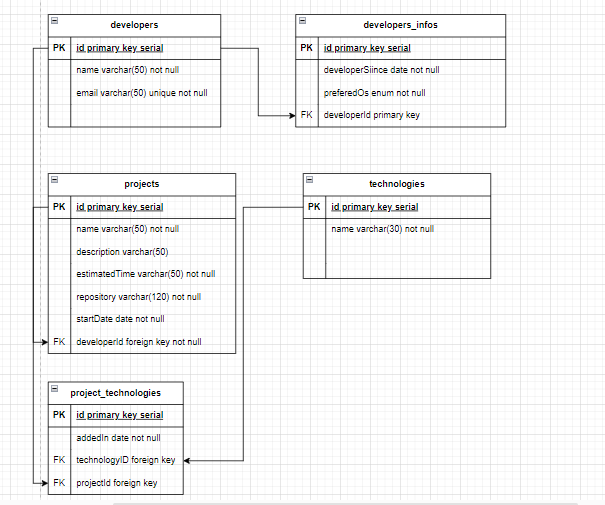 developers
PK id primary key serial
name varchar(50) not null
email varchar(50) unique not null
developers_infos
PK id primary key serial
developerSiince date not null
preferedOs enum not null
FK developerId primary key
projects
PK id primary key serial
name varchar(50) not null
description varchar(50)
estimatedTime varchar(50) not null
repository varchar(120) not null
startDate date not null
FK developerId foreign key not null
technologies
PK id primary key serial
name varchar(30) not null
project_technologies
PK id primary key serial
addedIn date not null
FK technologyID foreign key
FK projectId foreign key